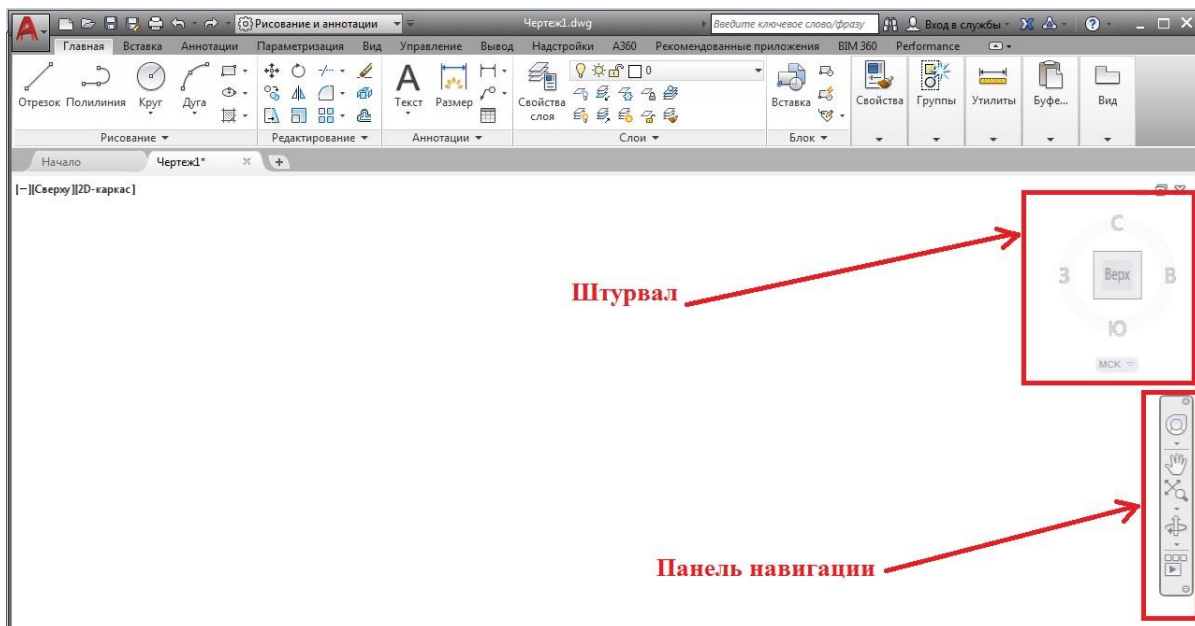 Рисование и аннотации
Чертеж1.dwg
Введите ключевое слово/фразу
Вход в службы
Главная Вставка Аннотации Параметризация Вид Управление Вывод Надстройки A360 Рекомендованные приложения BIM 360 Performance
Отрезок Полилиния Круг Дуга
Текст Размер
Свойства слоя
0
Вставка
Свойства Группы Утилиты Буфе... Вид
Рисование Редактирование Аннотации Слои Блок
Начало Чертеж1* +
[−][Сверху][2D-каркас]
С
З Верх В
Ю
МСК
Штурвал
Панель навигации